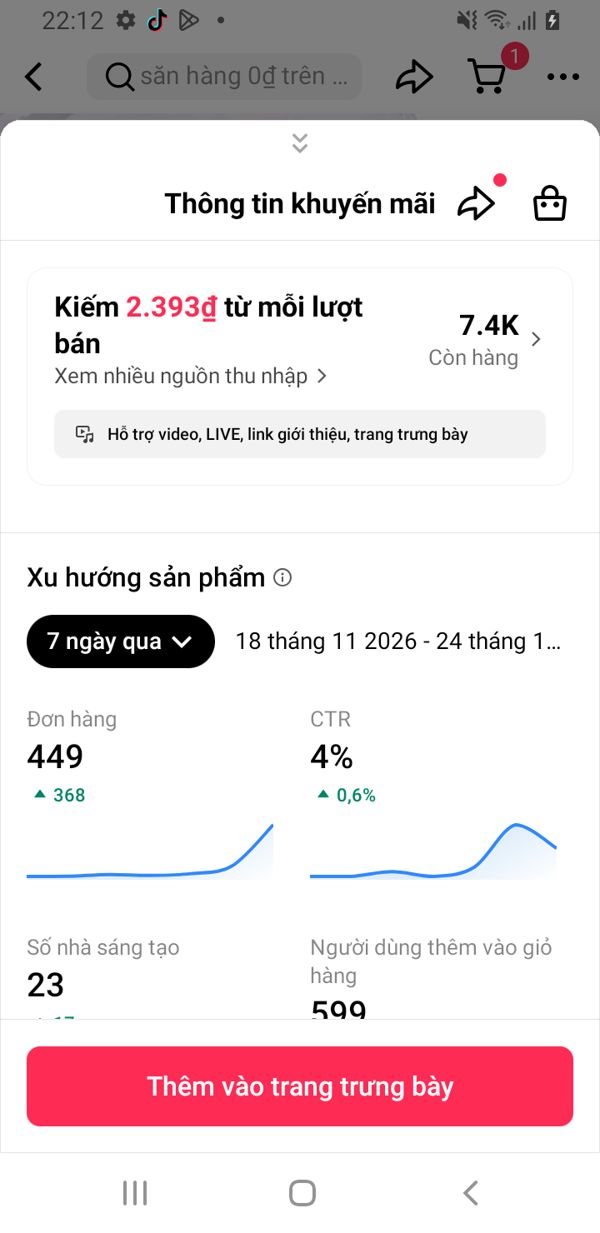 22:12
săn hàng 0₫ trên ...
1
Thông tin khuyến mãi
Kiếm 2.393₫ từ mỗi lượt
bán
7.4K
Còn hàng
Xem nhiều nguồn thu nhập
Hỗ trợ video, LIVE, link giới thiệu, trang trưng bày
Xu hướng sản phẩm
7 ngày qua
18 tháng 11 2026 - 24 tháng 1...
Đơn hàng
449
368
CTR
4%
0,6%
Số nhà sáng tạo
23
Người dùng thêm vào giỏ
hàng
599
Thêm vào trang trưng bày